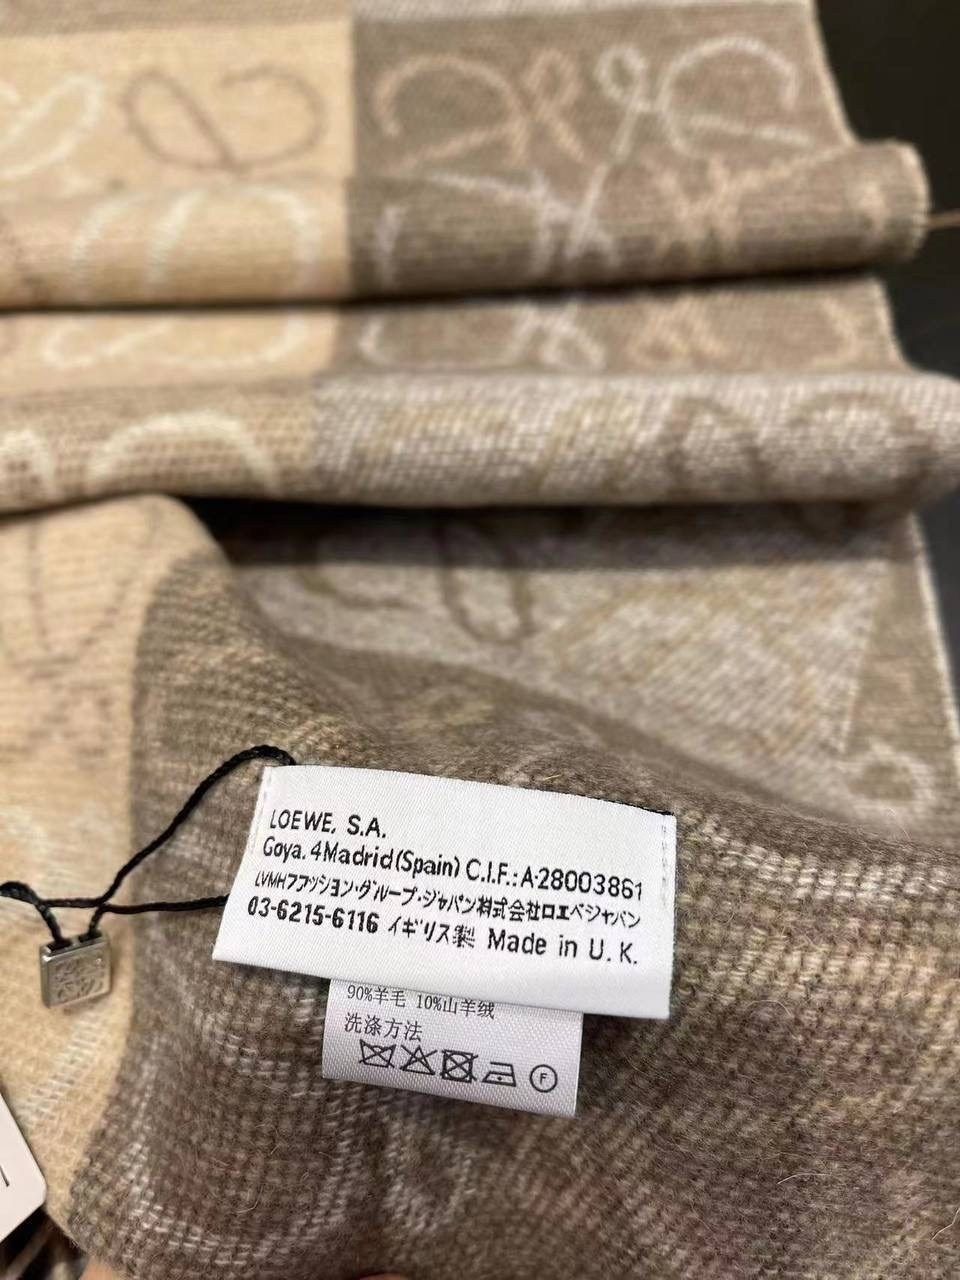 LOEWE, S.A.
Goya. 4Madrid(Spain) C.I.F.: A-28003861
LVMHファッション・グループ・ジャパン株式会社ロエベジャパン
03-6215-6116 イギリス製 Made in U. K.
90%羊毛 10%山羊绒
洗涤方法
F